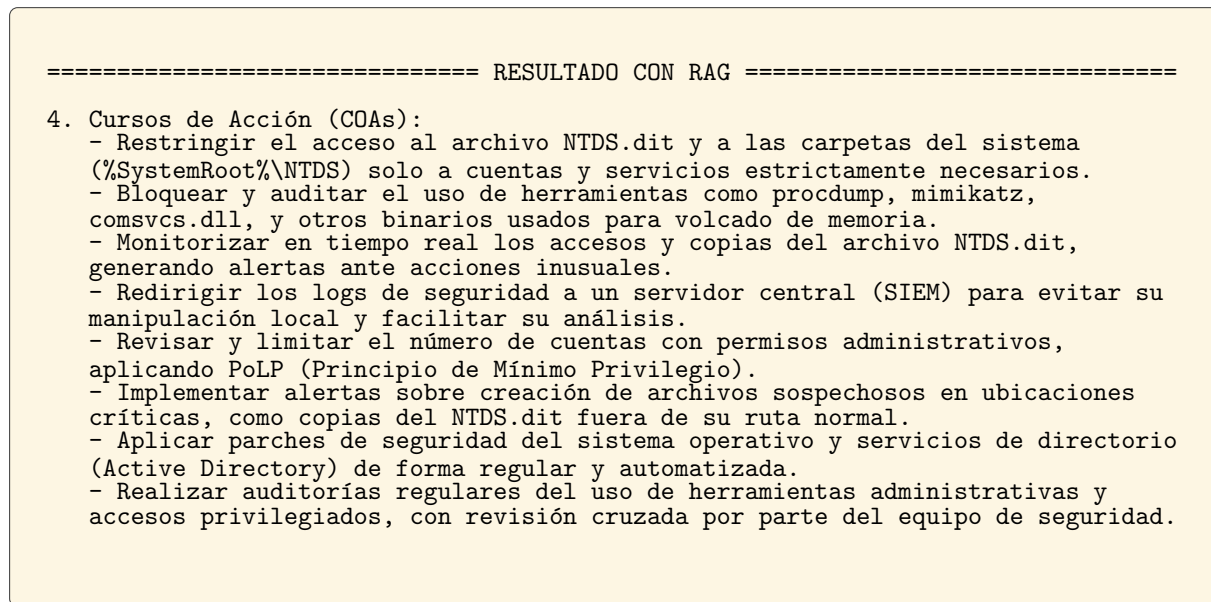 =============================== RESULTADO CON RAG ===============================
4. Cursos de Acción (COAs):
- Restringir el acceso al archivo NTDS.dit y a las carpetas del sistema
(%SystemRoot%\NTDS) solo a cuentas y servicios estrictamente necesarios.
- Bloquear y auditar el uso de herramientas como procdump, mimikatz,
comsvcs.dll, y otros binarios usados para volcado de memoria.
- Monitorizar en tiempo real los accesos y copias del archivo NTDS.dit,
generando alertas ante acciones inusuales.
- Redirigir los logs de seguridad a un servidor central (SIEM) para evitar su
manipulación local y facilitar su análisis.
- Revisar y limitar el número de cuentas con permisos administrativos,
aplicando PoLP (Principio de Mínimo Privilegio).
- Implementar alertas sobre creación de archivos sospechosos en ubicaciones
críticas, como copias del NTDS.dit fuera de su ruta normal.
- Aplicar parches de seguridad del sistema operativo y servicios de directorio
(Active Directory) de forma regular y automatizada.
- Realizar auditorías regulares del uso de herramientas administrativas y
accesos privilegiados, con revisión cruzada por parte del equipo de seguridad.